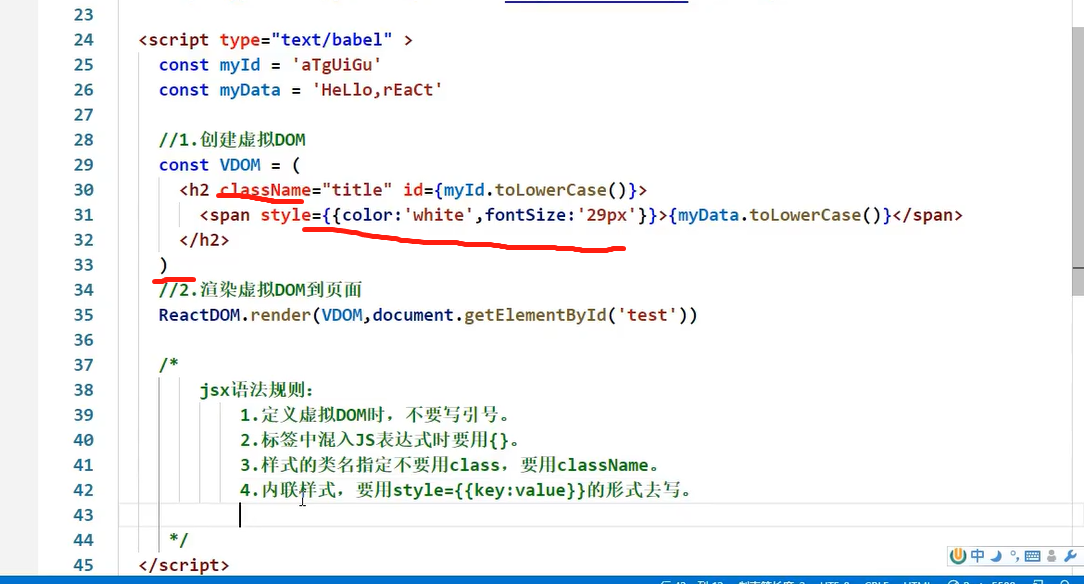 23
24 <script type="text/babel" >
25 const myId = 'aTgUiGu'
26 const myData = 'HeLlo,rEaCt'
27
28 //1.创建虚拟DOM
29 const VDOM = (
30 <h2 className="title" id={myId.toLowerCase()}>
31 <span style={{color:'white',fontSize:'29px'}}>{myData.toLowerCase()}</span>
32 </h2>
33 )
34 //2.渲染虚拟DOM到页面
35 ReactDOM.render(VDOM,document.getElementById('test'))
36
37 /*
38 jsx语法规则：
39 1.定义虚拟DOM时，不要写引号。
40 2.标签中混入JS表达式时要用{}。
41 3.样式的类名指定不要用class，要用className。
42 4.内联样式，要用style={{key:value}}的形式去写。
43
44 */
45 </script>
中